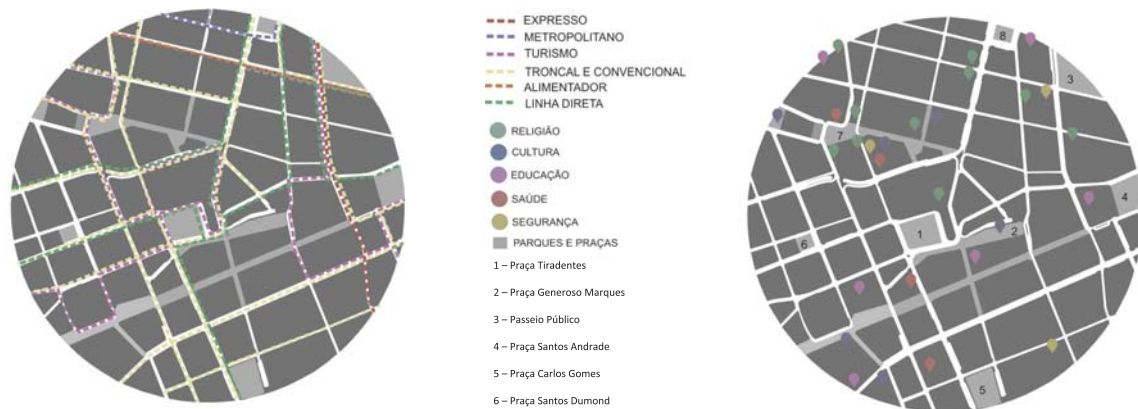 EXPRESSO
METROPOLITANO
TURISMO
TRONCAL E CONVENCIONAL
ALIMENTADOR
LINHA DIRETA
RELIGIÃO
CULTURA
EDUCAÇÃO
SAÚDE
SEGURANÇA
PARQUES E PRAÇAS
1 – Praça Tiradentes
2 – Praça Generoso Marques
3 – Passeio Público
4 – Praça Santos Andrade
5 – Praça Carlos Gomes
6 – Praça Santos Dumond
8
3
7
4
1
2
6
5